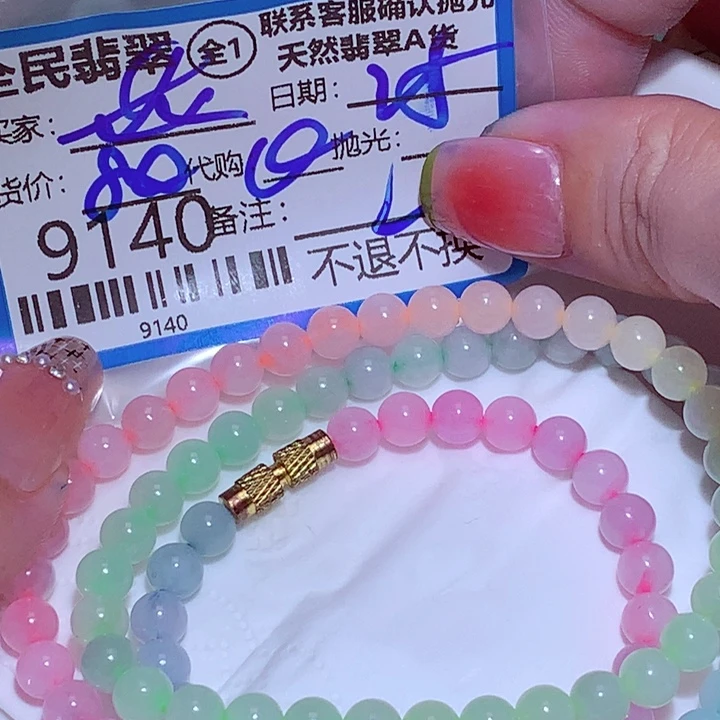 全民翡翠 全1 联系客服确认抛光
天然翡翠A货
买家: 日期:
货价: 80 代购 0 抛光:
9140 备注:
不退不换
9140